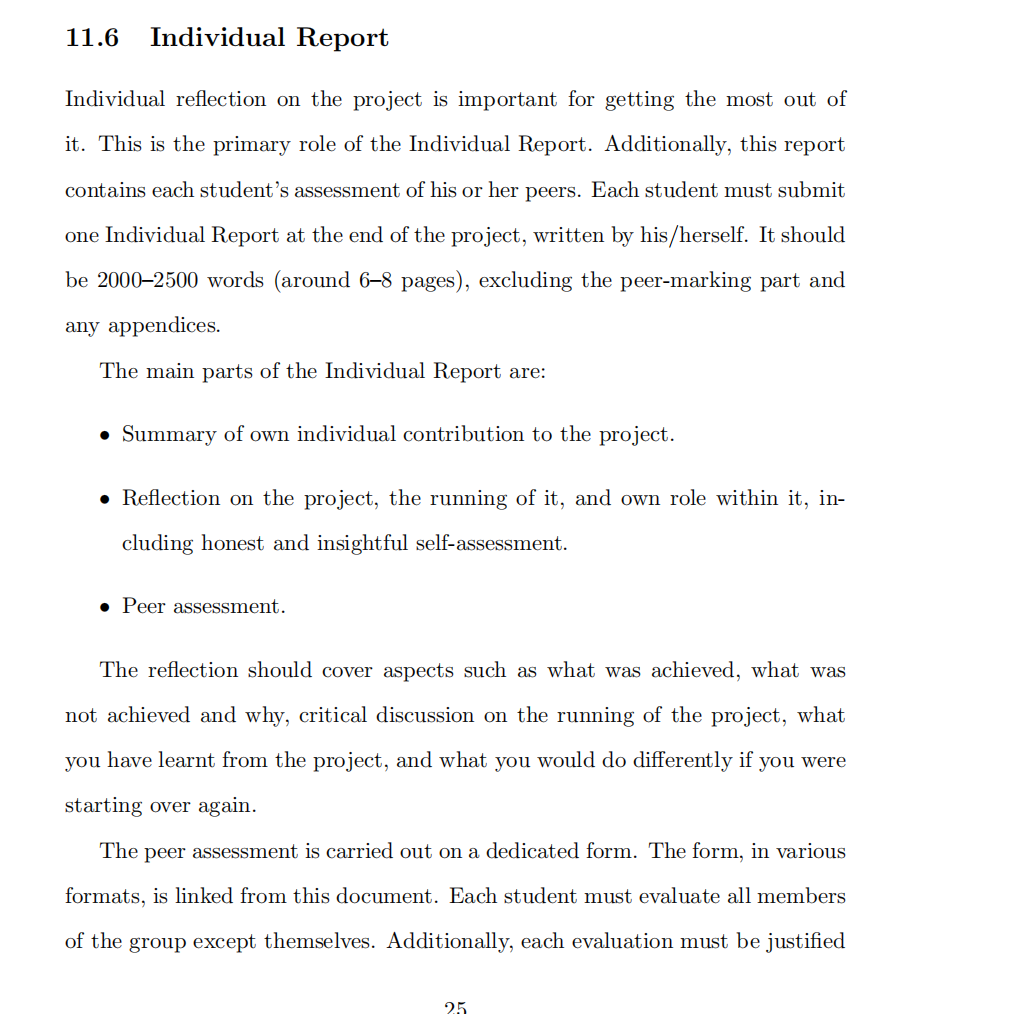 11.6 Individual Report
Individual reflection on the project is important for getting the most out of
it. This is the primary role of the Individual Report. Additionally, this report
contains each student's assessment of his or her peers. Each student must submit
one Individual Report at the end of the project, written by his/herself. It should
be 2000–2500 words (around 6–8 pages), excluding the peer-marking part and
any appendices.
The main parts of the Individual Report are:
• Summary of own individual contribution to the project.
• Reflection on the project, the running of it, and own role within it, in-
cluding honest and insightful self-assessment.
• Peer assessment.
The reflection should cover aspects such as what was achieved, what was
not achieved and why, critical discussion on the running of the project, what
you have learnt from the project, and what you would do differently if you were
starting over again.
The peer assessment is carried out on a dedicated form. The form, in various
formats, is linked from this document. Each student must evaluate all members
of the group except themselves. Additionally, each evaluation must be justified
25